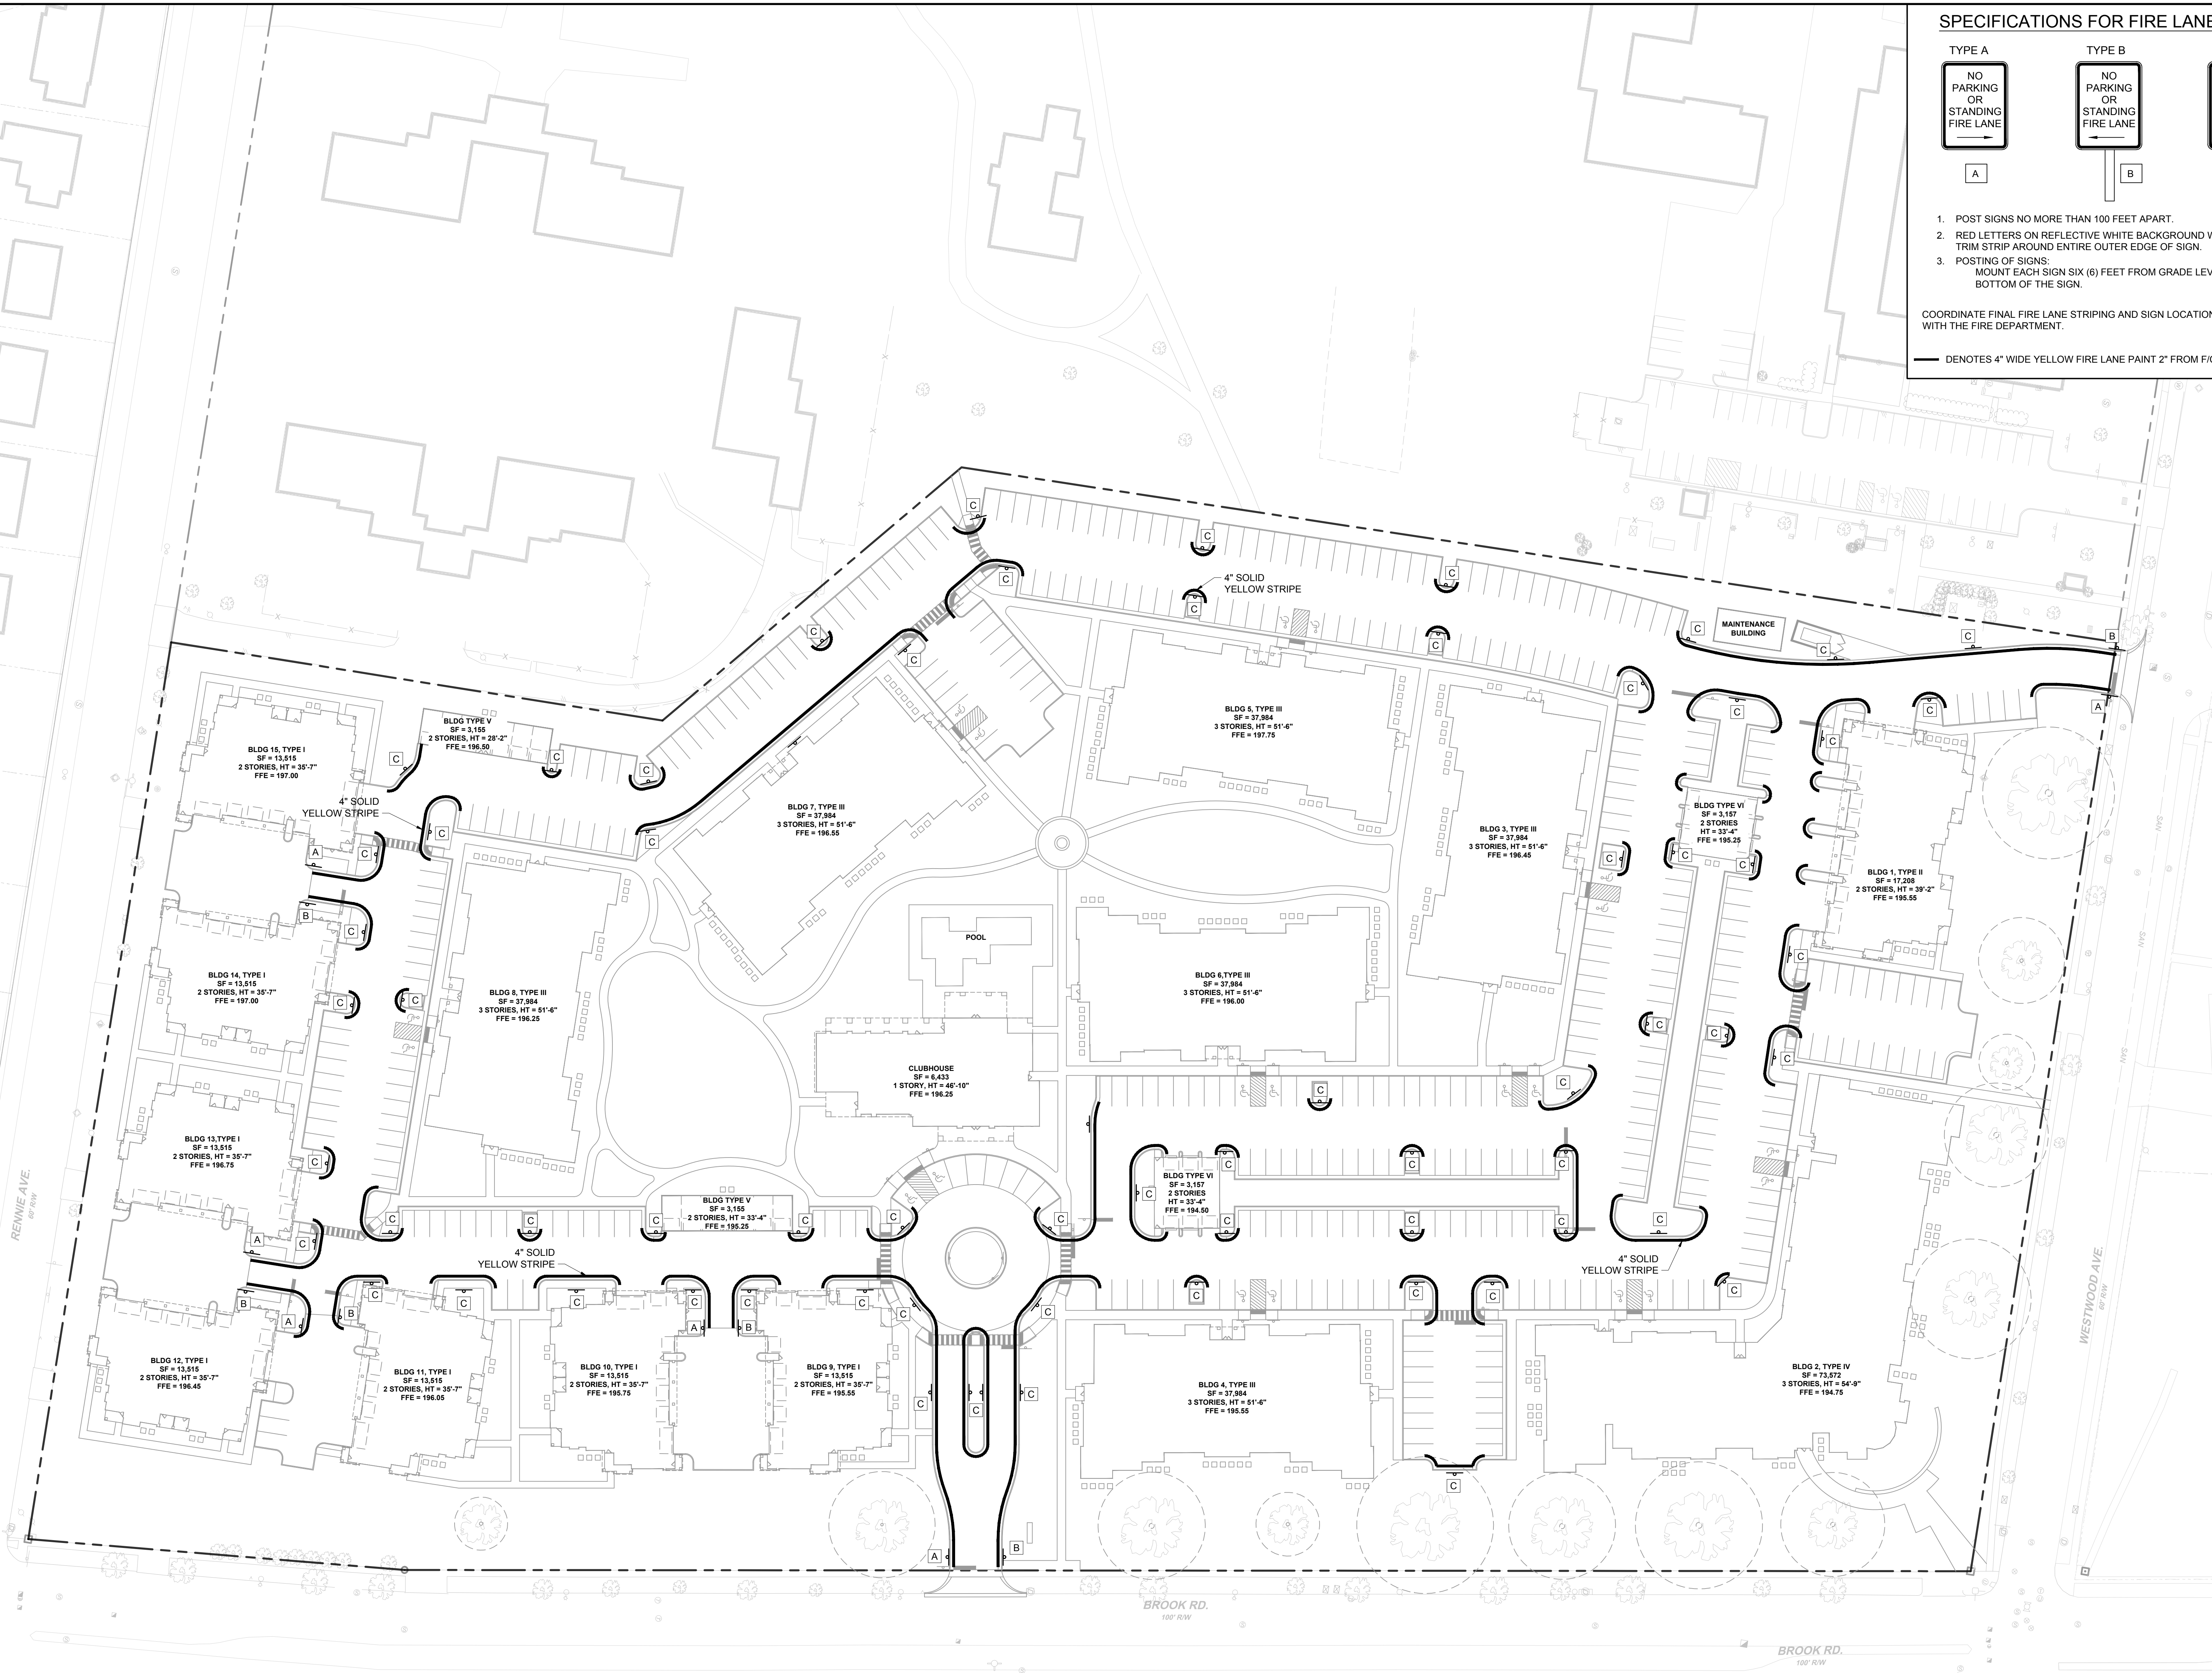 SPECIFICATIONS FOR FIRE LANE
TYPE A
TYPE B
NO
PARKING
OR
STANDING
FIRE LANE
NO
PARKING
OR
STANDING
FIRE LANE
A
B
1. POST SIGNS NO MORE THAN 100 FEET APART.
2. RED LETTERS ON REFLECTIVE WHITE BACKGROUND
TRIM STRIP AROUND ENTIRE OUTER EDGE OF SIGN.
3. POSTING OF SIGNS:
MOUNT EACH SIGN SIX (6) FEET FROM GRADE
BOTTOM OF THE SIGN.
COORDINATE FINAL FIRE LANE STRIPING AND SIGN
WITH THE FIRE DEPARTMENT.
DENOTES 4" WIDE YELLOW FIRE LANE PAINT 2" FROM
C
C
C
C
4" SOLID
YELLOW STRIPE
C
C
C
MAINTENANCE
BUILDING
C
C
C
B
C
C
C
C
C
C
A
BLDG 15, TYPE I
SF = 13,515
2 STORIES, HT = 35'-7"
FFE = 197.00
BLDG TYPE V
SF = 3,155
2 STORIES, HT = 28'-2"
FFE = 196.50
C
C
C
C
C
4" SOLID
YELLOW STRIPE
C
A
C
B
C
BLDG 7, TYPE III
SF = 37,984
3 STORIES, HT = 51'-6"
FFE = 196.55
BLDG 5, TYPE III
SF = 37,984
3 STORIES, HT = 51'-6"
FFE = 197.75
BLDG 3, TYPE III
SF = 37,984
3 STORIES, HT = 51'-6"
FFE = 196.45
BLDG TYPE VI
SF = 3,157
2 STORIES
HT = 33'-4"
FFE = 195.25
C
C
C
BLDG 1, TYPE II
SF = 17,208
2 STORIES, HT = 39'-2"
FFE = 195.55
C
C
C
C
BLDG 14, TYPE I
SF = 13,515
2 STORIES, HT = 35'-7"
FFE = 197.00
C
C
BLDG 8, TYPE III
SF = 37,984
3 STORIES, HT = 51'-6"
FFE = 196.25
POOL
BLDG 6,TYPE III
SF = 37,984
3 STORIES, HT = 51'-6"
FFE = 196.00
CLUBHOUSE
SF = 6,433
1 STORY, HT = 46'-10"
FFE = 196.25
C
C
BLDG 13,TYPE I
SF = 13,515
2 STORIES, HT = 35'-7"
FFE = 196.75
C
BLDG TYPE V
SF = 3,155
2 STORIES, HT = 33'-4"
FFE = 195.25
C
C
C
C
C
C
BLDG TYPE VI
SF = 3,157
2 STORIES
HT = 33'-4"
FFE = 194.50
C
C
C
C
C
C
C
C
4" SOLID
YELLOW STRIPE
4" SOLID
YELLOW STRIPE
A
C
B
A
B
C
C
C
C
C
C
A
B
C
C
C
C
C
C
BLDG 12, TYPE I
SF = 13,515
2 STORIES, HT = 35'-7"
FFE = 196.45
BLDG 11, TYPE I
SF = 13,515
2 STORIES, HT = 35'-7"
FFE = 196.05
BLDG 10, TYPE I
SF = 13,515
2 STORIES, HT = 35'-7"
FFE = 195.75
BLDG 9, TYPE I
SF = 13,515
2 STORIES, HT = 35'-7"
FFE = 195.55
C
C
C
BLDG 4, TYPE III
SF = 37,984
3 STORIES, HT = 51'-6"
FFE = 195.55
BLDG 2, TYPE IV
SF = 73,572
3 STORIES, HT = 54'-9"
FFE = 194.75
C
A
B
RENNIE AVE.
60' R/W
WESTWOOD AVE.
60' R/W
SAN
SAN
SAN
BROOK RD.
100' R/W
BROOK RD.
100' R/W